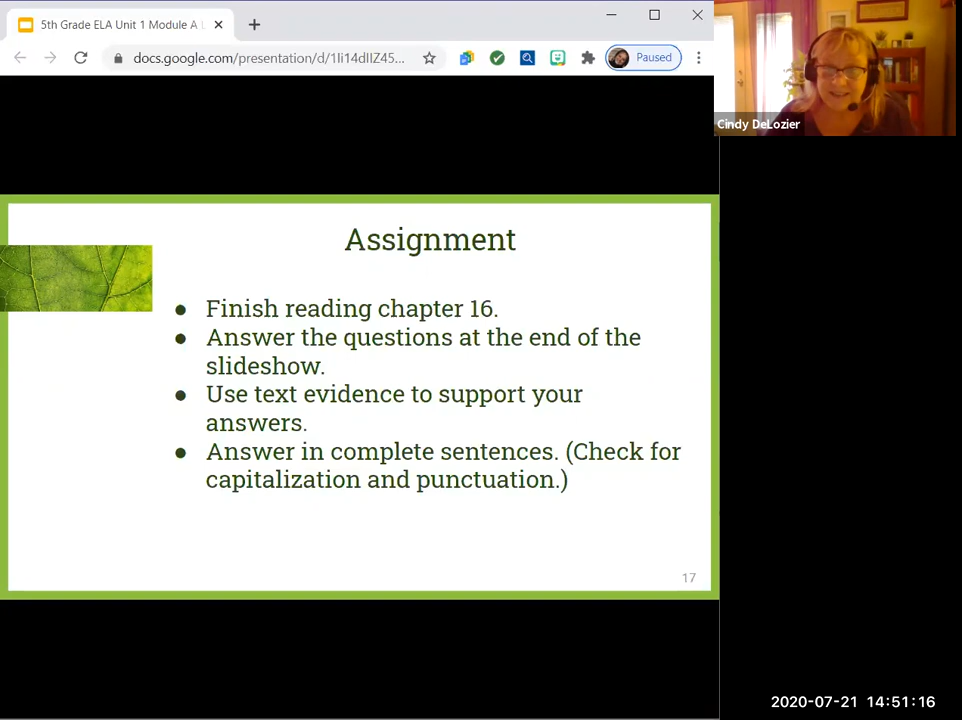 5th Grade ELA Unit 1 Module A L
docs.google.com/presentation/d/1Ii14dIIZ45...
Paused
Cindy DeLozier
Assignment
● Finish reading chapter 16.
● Answer the questions at the end of the
slideshow.
● Use text evidence to support your
answers.
● Answer in complete sentences. (Check for
capitalization and punctuation.)
17
2020-07-21 14:51:16